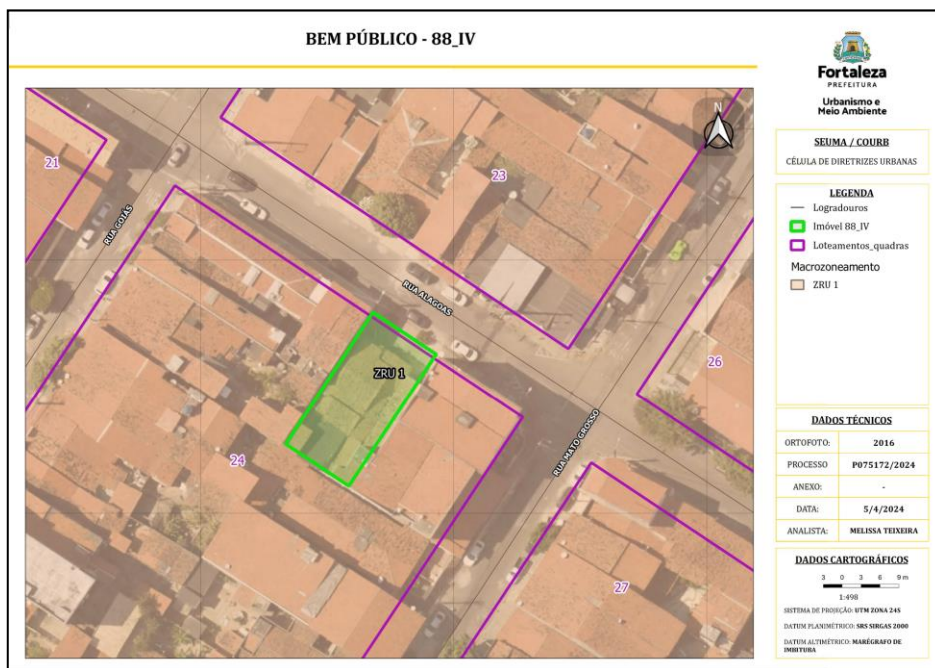 BEM PÚBLICO - 88_IV
Fortaleza
PREFEITURA
Urbanismo e
Meio Ambiente
SEUMA / COURB
CÉLULA DE DIRETRIZES URBANAS
LEGENDA
Logradouros
Imóvel 88_IV
Loteamentos_quadras
Macrozoneamento
ZRU 1
DADOS TÉCNICOS
ORTOFOTO: 2016
PROCESSO P075172/2024
ANEXO: -
DATA: 5/4/2024
ANALISTA: MELISSA TEIXEIRA
DADOS CARTOGRÁFICOS
3 0 3 6 9 m
1:498
SISTEMA DE PROJEÇÃO: UTM ZONA 24S
DATUM PLANIMÉTRICO: SRS SIRGAS 2000
DATUM ALTIMÉTRICO: MARÉGRAFO DE
IMBITUBA
N
21
23
RUA GOIÁS
RUA ALAGOAS
26
ZRU 1
RUA MATO GROSSO
24
27